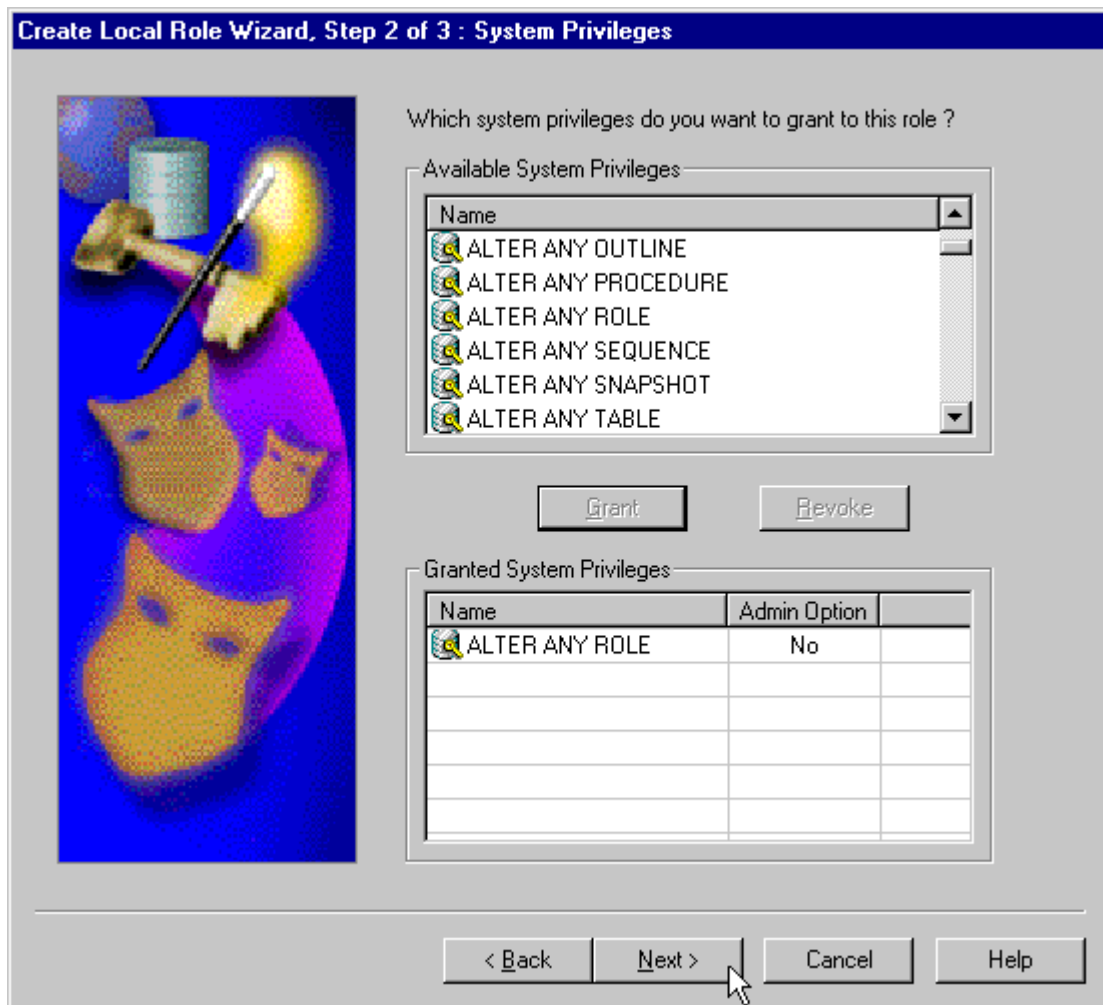 Create Local Role Wizard, Step 2 of 3 : System Privileges
Which system privileges do you want to grant to this role ?
Available System Privileges
Name
ALTER ANY OUTLINE
ALTER ANY PROCEDURE
ALTER ANY ROLE
ALTER ANY SEQUENCE
ALTER ANY SNAPSHOT
ALTER ANY TABLE
Grant Revoke
Granted System Privileges
Name Admin Option
ALTER ANY ROLE No
< Back Next > Cancel Help